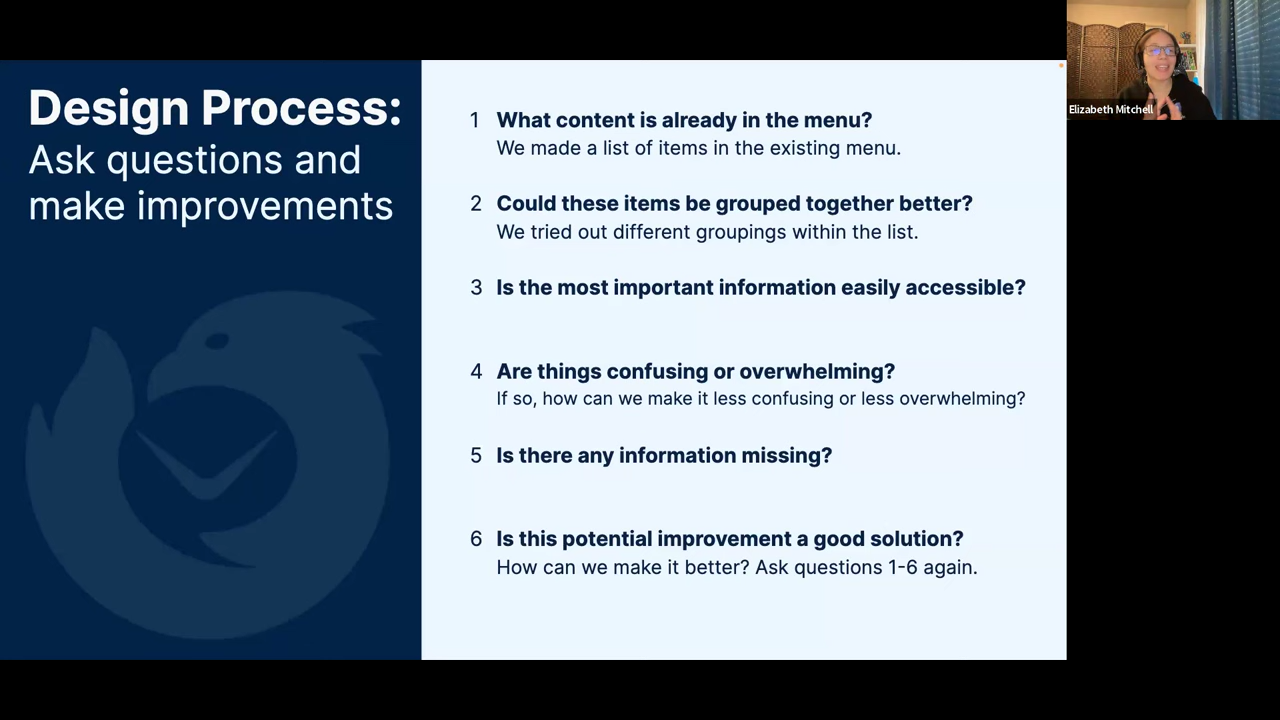 Design Process:
Ask questions and
make improvements
1 What content is already in the menu?
We made a list of items in the existing menu.
2 Could these items be grouped together better?
We tried out different groupings within the list.
3 Is the most important information easily accessible?
4 Are things confusing or overwhelming?
If so, how can we make it less confusing or less overwhelming?
5 Is there any information missing?
6 Is this potential improvement a good solution?
How can we make it better? Ask questions 1-6 again.
Elizabeth Mitchell